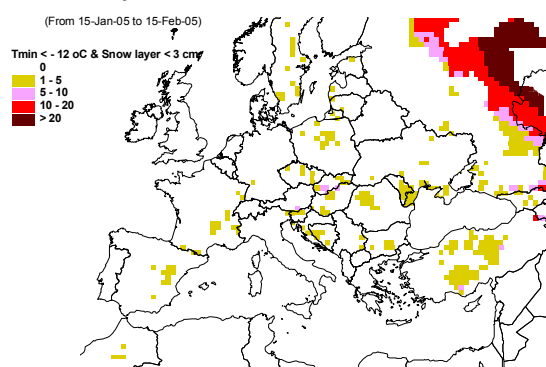 (From 15-Jan-05 to 15-Feb-05)
Tmin < - 12 oC & Snow layer < 3 cm
0
1 - 5
5 - 10
10 - 20
> 20